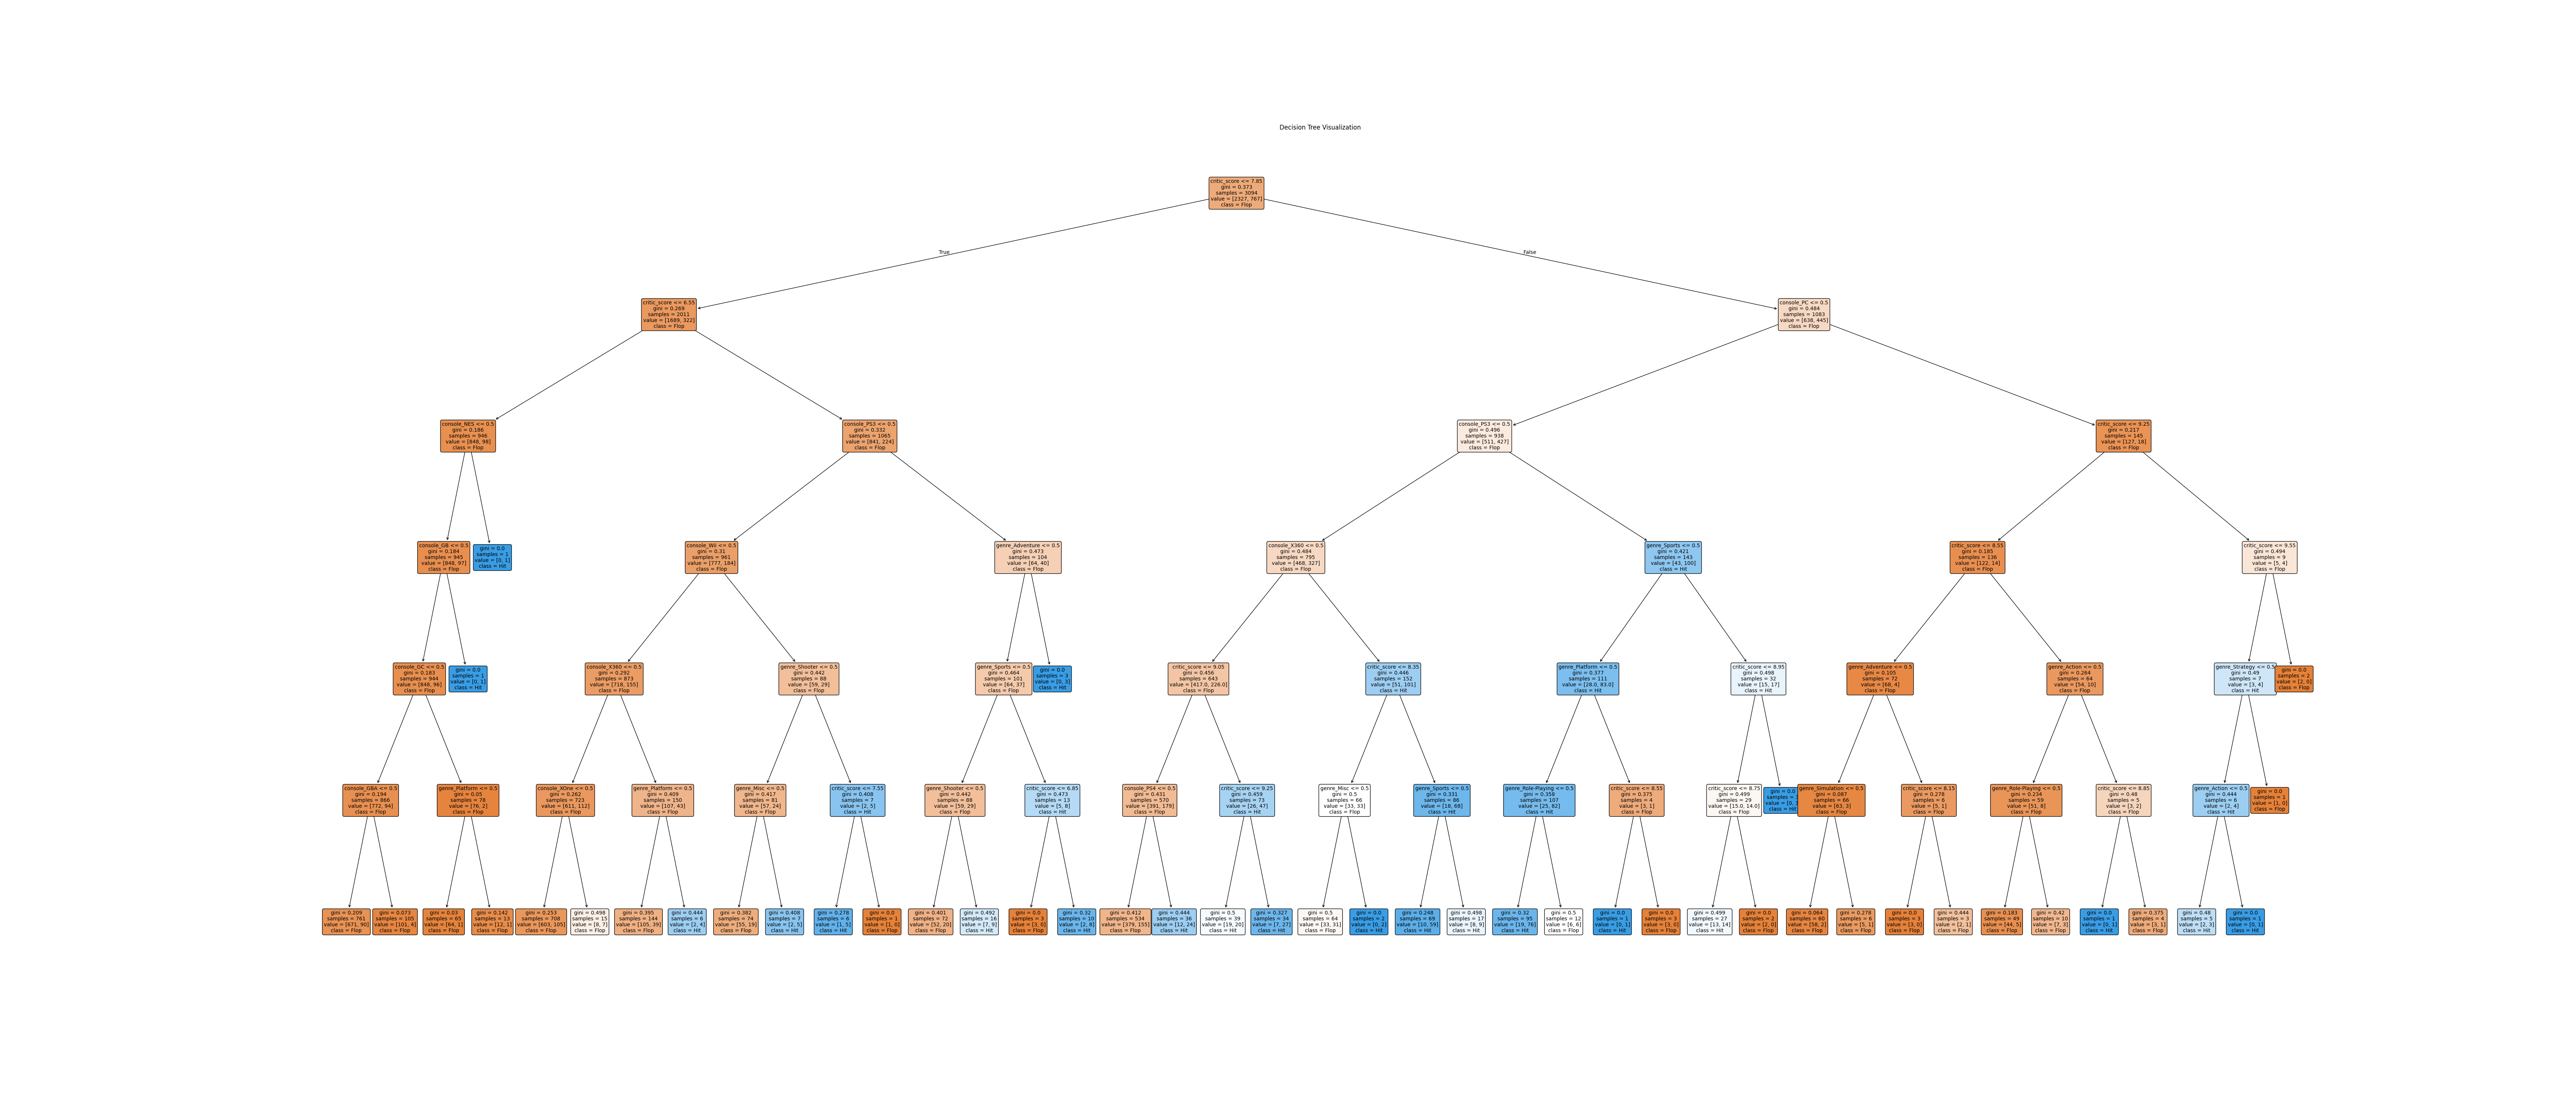 Decision Tree Visualization
critic_score <= 7.85
gini = 0.373
samples = 3094
value = [2327, 767]
class = Flop
True
False
critic_score <= 6.55
gini = 0.269
samples = 2011
value = [1689, 322]
class = Flop
console_PC <= 0.5
gini = 0.484
samples = 1083
value = [638, 445]
class = Flop
console_NES <= 0.5
gini = 0.186
samples = 946
value = [848, 98]
class = Flop
console_PS3 <= 0.5
gini = 0.332
samples = 1065
value = [841, 224]
class = Flop
console_PS3 <= 0.5
gini = 0.496
samples = 938
value = [511, 427]
class = Flop
critic_score <= 9.25
gini = 0.217
samples = 145
value = [127, 18]
class = Flop
console_GB <= 0.5
gini = 0.184
samples = 945
value = [848, 97]
class = Flop
gini = 0.0
samples = 1
value = [0, 1]
class = Hit
console_Wii <= 0.5
gini = 0.31
samples = 961
value = [777, 184]
class = Flop
genre_Adventure <= 0.5
gini = 0.473
samples = 104
value = [64, 40]
class = Flop
console_X360 <= 0.5
gini = 0.484
samples = 795
value = [468, 327]
class = Flop
genre_Sports <= 0.5
gini = 0.421
samples = 143
value = [43, 100]
class = Hit
critic_score <= 8.55
gini = 0.185
samples = 136
value = [122, 14]
class = Flop
critic_score <= 9.55
gini = 0.494
samples = 9
value = [5, 4]
class = Flop
console_GC <= 0.5
gini = 0.183
samples = 944
value = [848, 96]
class = Flop
gini = 0.0
samples = 1
value = [0, 1]
class = Hit
console_X360 <= 0.5
gini = 0.292
samples = 873
value = [718, 155]
class = Flop
genre_Shooter <= 0.5
gini = 0.442
samples = 88
value = [59, 29]
class = Flop
genre_Sports <= 0.5
gini = 0.464
samples = 101
value = [64, 37]
class = Flop
gini = 0.0
samples = 3
value = [0, 3]
class = Hit
critic_score <= 9.05
gini = 0.456
samples = 643
value = [417.0, 226.0]
class = Flop
critic_score <= 8.35
gini = 0.446
samples = 152
value = [51, 101]
class = Hit
genre_Platform <= 0.5
gini = 0.377
samples = 111
value = [28.0, 83.0]
class = Hit
critic_score <= 8.95
gini = 0.498
samples = 32
value = [15, 17]
class = Hit
genre_Adventure <= 0.5
gini = 0.105
samples = 72
value = [68, 4]
class = Flop
genre_Action <= 0.5
gini = 0.264
samples = 64
value = [54, 10]
class = Flop
genre_Strategy <= 0.5
gini = 0.49
samples = 7
value = [3, 4]
class = Hit
gini = 0.0
samples = 2
value = [2, 0]
class = Flop
console_GBA <= 0.5
gini = 0.194
samples = 866
value = [772, 94]
class = Flop
genre_Platform <= 0.5
gini = 0.05
samples = 78
value = [76, 2]
class = Flop
console_XOne <= 0.5
gini = 0.262
samples = 723
value = [611, 112]
class = Flop
genre_Platform <= 0.5
gini = 0.409
samples = 150
value = [107, 43]
class = Flop
genre_Misc <= 0.5
gini = 0.417
samples = 81
value = [57, 24]
class = Flop
critic_score <= 7.55
gini = 0.408
samples = 7
value = [2, 5]
class = Hit
genre_Shooter <= 0.5
gini = 0.442
samples = 88
value = [59, 29]
class = Flop
critic_score <= 6.85
gini = 0.473
samples = 13
value = [5, 8]
class = Hit
console_PS4 <= 0.5
gini = 0.431
samples = 570
value = [391, 179]
class = Flop
critic_score <= 9.25
gini = 0.459
samples = 73
value = [26, 47]
class = Hit
genre_Misc <= 0.5
gini = 0.5
samples = 66
value = [33, 33]
class = Flop
genre_Sports <= 0.5
gini = 0.331
samples = 86
value = [18, 68]
class = Hit
genre_Role-Playing <= 0.5
gini = 0.358
samples = 107
value = [25, 82]
class = Hit
critic_score <= 8.55
gini = 0.375
samples = 4
value = [3, 1]
class = Flop
critic_score <= 8.75
gini = 0.499
samples = 29
value = [15.0, 14.0]
class = Flop
gini = 0.0
samples =
value = [0,
class = Hit
genre_Simulation <= 0.5
gini = 0.087
samples = 66
value = [63, 3]
class = Flop
critic_score <= 8.15
gini = 0.278
samples = 6
value = [5, 1]
class = Flop
genre_Role-Playing <= 0.5
gini = 0.234
samples = 59
value = [51, 8]
class = Flop
critic_score <= 8.85
gini = 0.48
samples = 5
value = [3, 2]
class = Flop
genre_Action <= 0.5
gini = 0.444
samples = 6
value = [2, 4]
class = Hit
gini = 0.0
samples = 1
value = [1, 0]
class = Flop
gini = 0.209
samples = 761
value = [671, 90]
class = Flop
gini = 0.073
samples = 105
value = [101, 4]
class = Flop
gini = 0.03
samples = 65
value = [64, 1]
class = Flop
gini = 0.142
samples = 13
value = [12, 1]
class = Flop
gini = 0.253
samples = 708
value = [603, 105]
class = Flop
gini = 0.498
samples = 15
value = [8, 7]
class = Flop
gini = 0.395
samples = 144
value = [105, 39]
class = Flop
gini = 0.444
samples = 6
value = [2, 4]
class = Hit
gini = 0.382
samples = 74
value = [55, 19]
class = Flop
gini = 0.408
samples = 7
value = [2, 5]
class = Hit
gini = 0.278
samples = 6
value = [1, 5]
class = Hit
gini = 0.0
samples = 1
value = [1, 0]
class = Flop
gini = 0.401
samples = 72
value = [52, 20]
class = Flop
gini = 0.492
samples = 16
value = [7, 9]
class = Hit
gini = 0.0
samples = 3
value = [3, 0]
class = Flop
gini = 0.32
samples = 10
value = [2, 8]
class = Hit
gini = 0.412
samples = 534
value = [379, 155]
class = Flop
gini = 0.444
samples = 36
value = [12, 24]
class = Hit
gini = 0.5
samples = 39
value = [19, 20]
class = Hit
gini = 0.327
samples = 34
value = [7, 27]
class = Hit
gini = 0.5
samples = 64
value = [33, 31]
class = Flop
gini = 0.0
samples = 2
value = [0, 2]
class = Hit
gini = 0.248
samples = 69
value = [10, 59]
class = Hit
gini = 0.498
samples = 17
value = [8, 9]
class = Hit
gini = 0.32
samples = 95
value = [19, 76]
class = Hit
gini = 0.5
samples = 12
value = [6, 6]
class = Flop
gini = 0.0
samples = 1
value = [0, 1]
class = Hit
gini = 0.0
samples = 3
value = [3, 0]
class = Flop
gini = 0.499
samples = 27
value = [13, 14]
class = Hit
gini = 0.0
samples = 2
value = [2, 0]
class = Flop
gini = 0.064
samples = 60
value = [58, 2]
class = Flop
gini = 0.278
samples = 6
value = [5, 1]
class = Flop
gini = 0.0
samples = 3
value = [3, 0]
class = Flop
gini = 0.444
samples = 3
value = [2, 1]
class = Flop
gini = 0.183
samples = 49
value = [44, 5]
class = Flop
gini = 0.42
samples = 10
value = [7, 3]
class = Flop
gini = 0.0
samples = 1
value = [0, 1]
class = Hit
gini = 0.375
samples = 4
value = [3, 1]
class = Flop
gini = 0.48
samples = 5
value = [2, 3]
class = Hit
gini = 0.0
samples = 1
value = [0, 1]
class = Hit